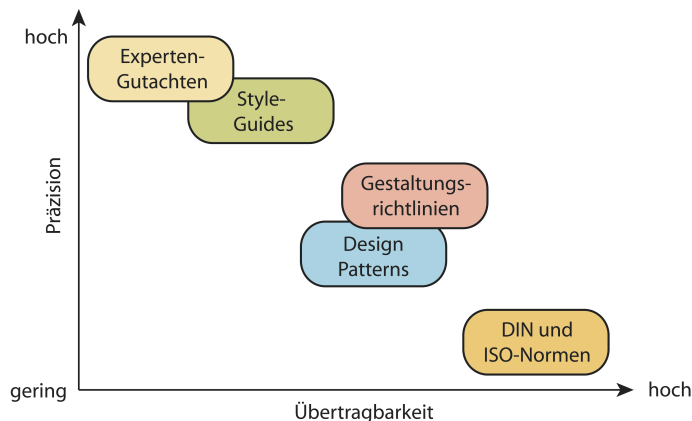 hoch
Experten-
Gutachten
Style-
Guides
Präzision
Gestaltungs-
richtlinien
Design
Patterns
DIN und
ISO-Normen
gering
hoch
Übertragbarkeit